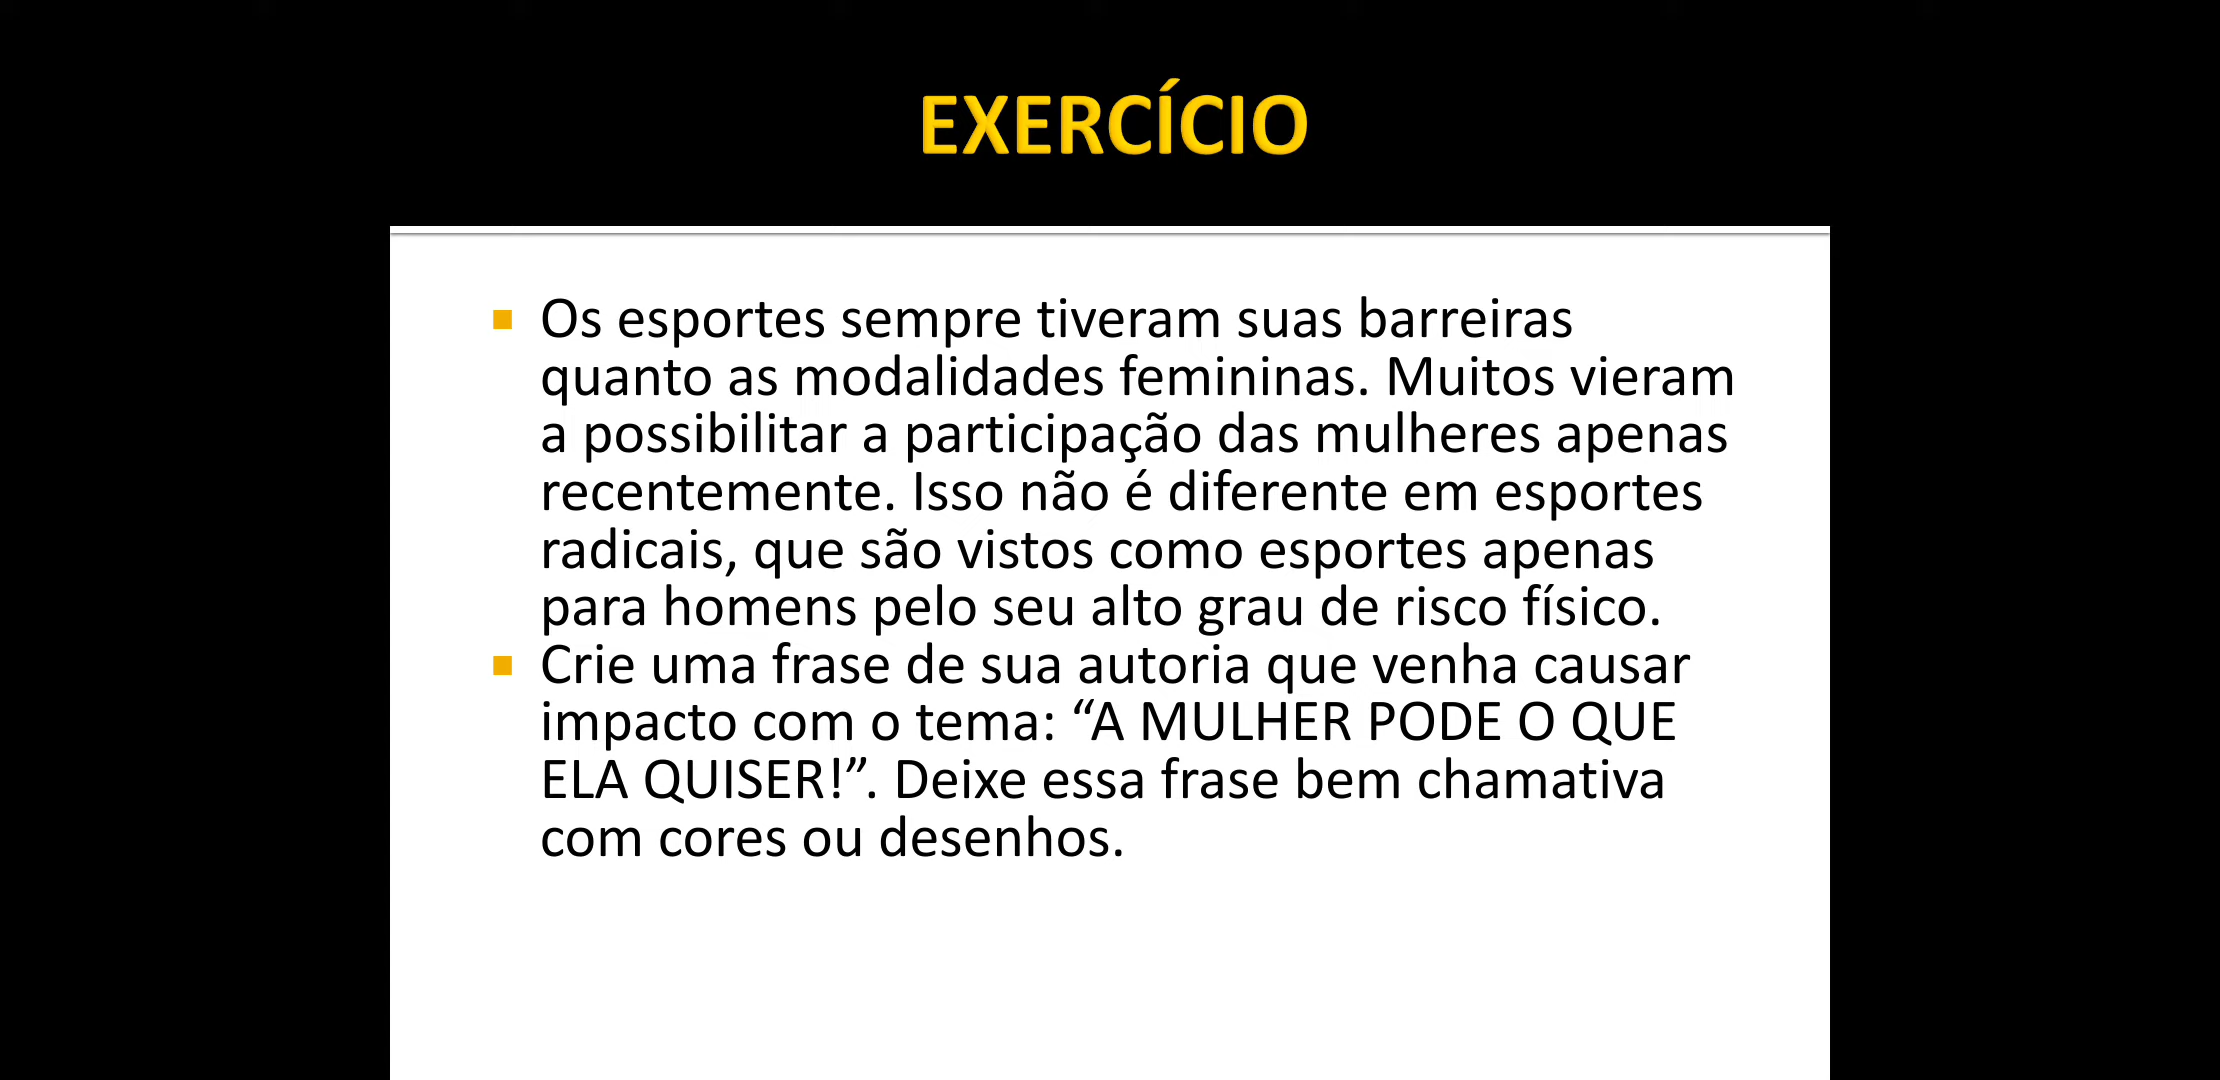 EXERCÍCIO
Os esportes sempre tiveram suas barreiras
quanto as modalidades femininas. Muitos vieram
a possibilitar a participação das mulheres apenas
recentemente. Isso não é diferente em esportes
radicais, que são vistos como esportes apenas
para homens pelo seu alto grau de risco físico.
Crie uma frase de sua autoria que venha causar
impacto com o tema: “A MULHER PODE O QUE
ELA QUISER!”. Deixe essa frase bem chamativa
com cores ou desenhos.